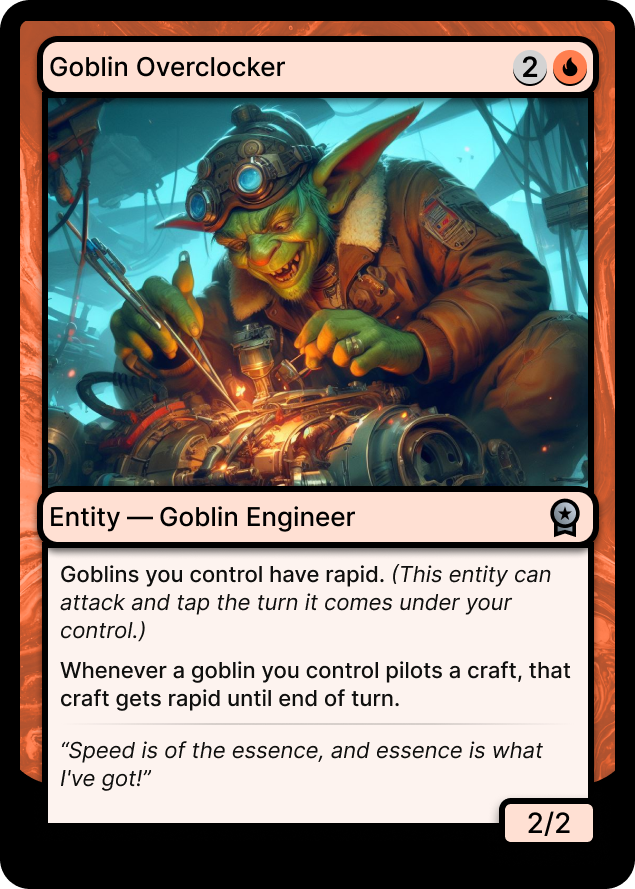 Goblin Overclocker
2
Entity — Goblin Engineer
Goblins you control have rapid. (This entity can
attack and tap the turn it comes under your
control.)
Whenever a goblin you control pilots a craft, that
craft gets rapid until end of turn.
“Speed is of the essence, and essence is what
I've got!”
2/2